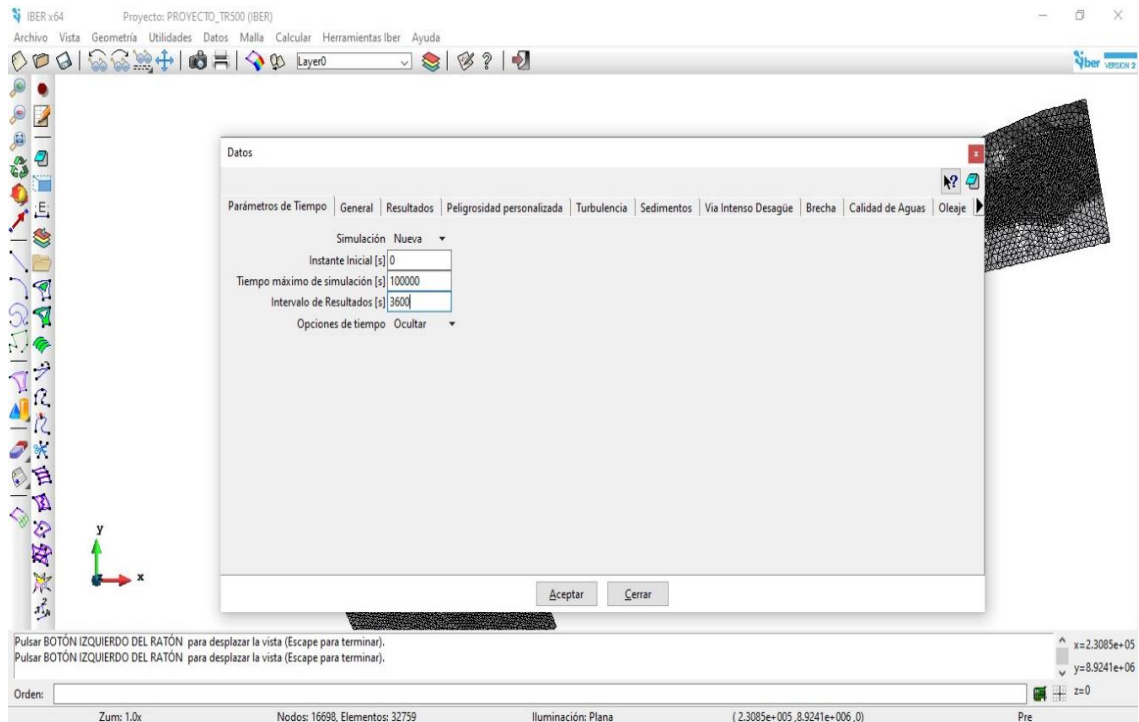 IBER x64 Proyecto: PROYECTO_TR500 (IBER)
Archivo Vista Geometría Utilidades Datos Malla Calcular Herramientas Iber Ayuda
Layer0
iber VERSION 2
Datos
Parámetros de Tiempo General Resultados Peligrosidad personalizada Turbulencia Sedimentos Via Intenso Desagüe Brecha Calidad de Aguas Oleaje
Simulación Nueva
Instante Inicial [s] 0
Tiempo máximo de simulación [s] 100000
Intervalo de Resultados [s] 3600
Opciones de tiempo Ocultar
Aceptar Cerrar
y
x
Pulsar BOTÓN IZQUIERDO DEL RATÓN para desplazar la vista (Escape para terminar).
Pulsar BOTÓN IZQUIERDO DEL RATÓN para desplazar la vista (Escape para terminar).
x=2.3085e+05
y=8.9241e+06
z=0
Orden:
Zum: 1.0x Nodos: 16698, Elementos: 32759 Iluminación: Plana (2.3085e+005 ,8.9241e+006 ,0) Pre